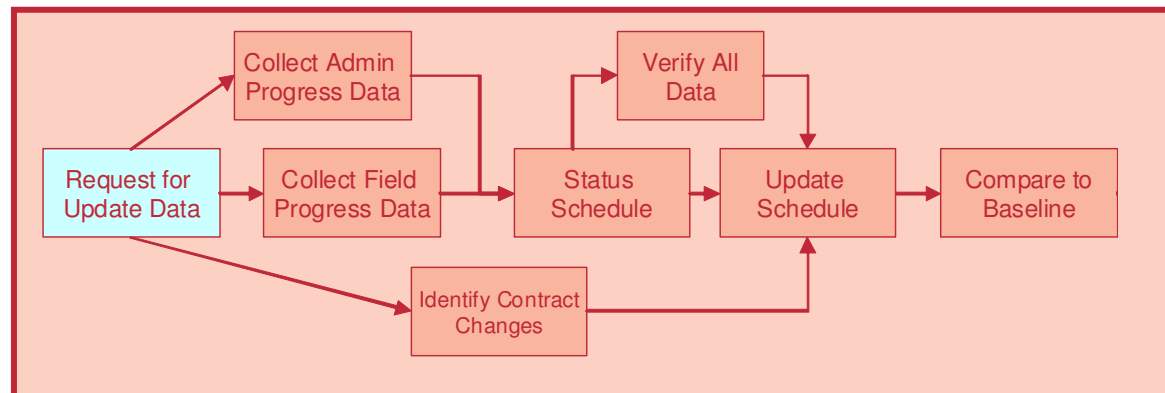 Collect Admin
Progress Data
Verify All
Data
Request for
Update Data
Collect Field
Progress Data
Status
Schedule
Update
Schedule
Compare to
Baseline
Identify Contract
Changes